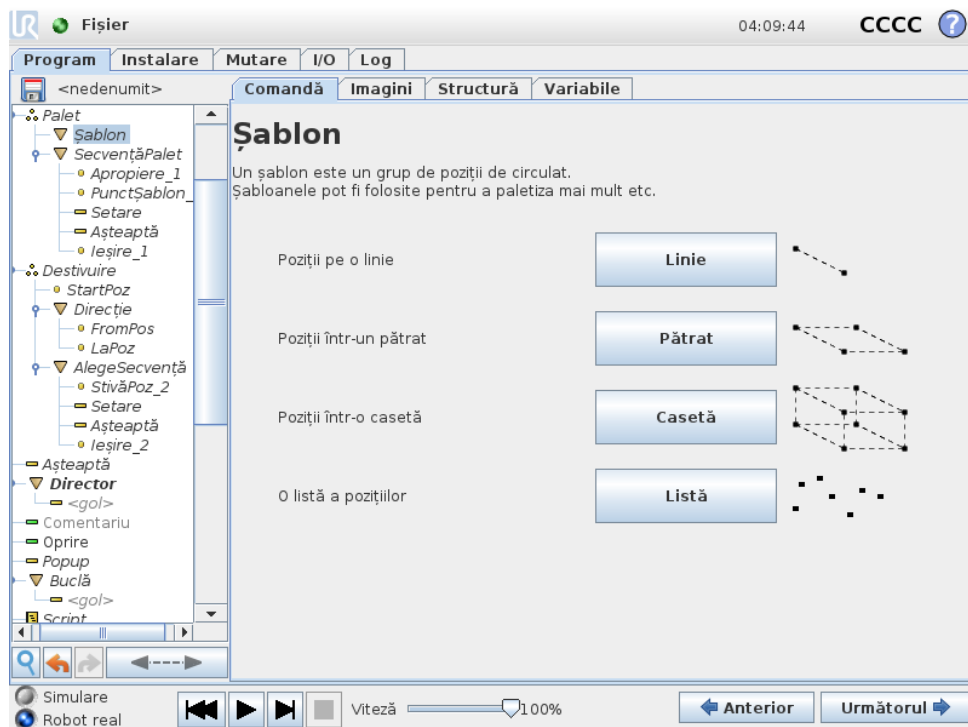 UR Fișier 04:09:44 CCCC ?
Program Instalare Mutare I/O Log
<nedenumit>
Comandă Imagini Structură Variabile
Palet
Șablon
SecvențăPalet
Apropiere_1
PunctȘablon_
Setare
Așteaptă
Ieșire_1
Destivuire
StartPoz
Direcție
FromPos
LaPoz
AlegeSecvență
StivăPoz_2
Setare
Așteaptă
Ieșire_2
Așteaptă
Director
<gol>
Comentariu
Oprire
Popup
Buclă
<gol>
Script
Șablon
Un șablon este un grup de poziții de circulat.
Șabloanele pot fi folosite pentru a paletiza mai mult etc.
Poziții pe o linie Linie
Poziții într-un pătrat Pătrat
Poziții într-o casetă Casetă
O listă a pozițiilor Listă
Simulare
Robot real
Viteză 100%
Anterior Următorul